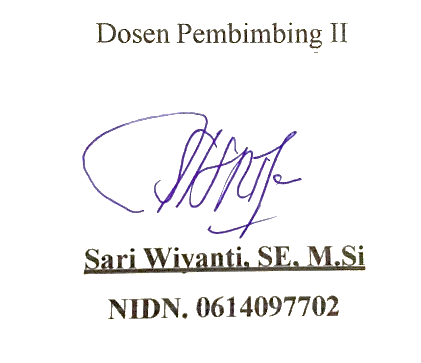 Dosen Pembimbing II
Sari Wiyanti, SE, M.Si
NIDN. 0614097702